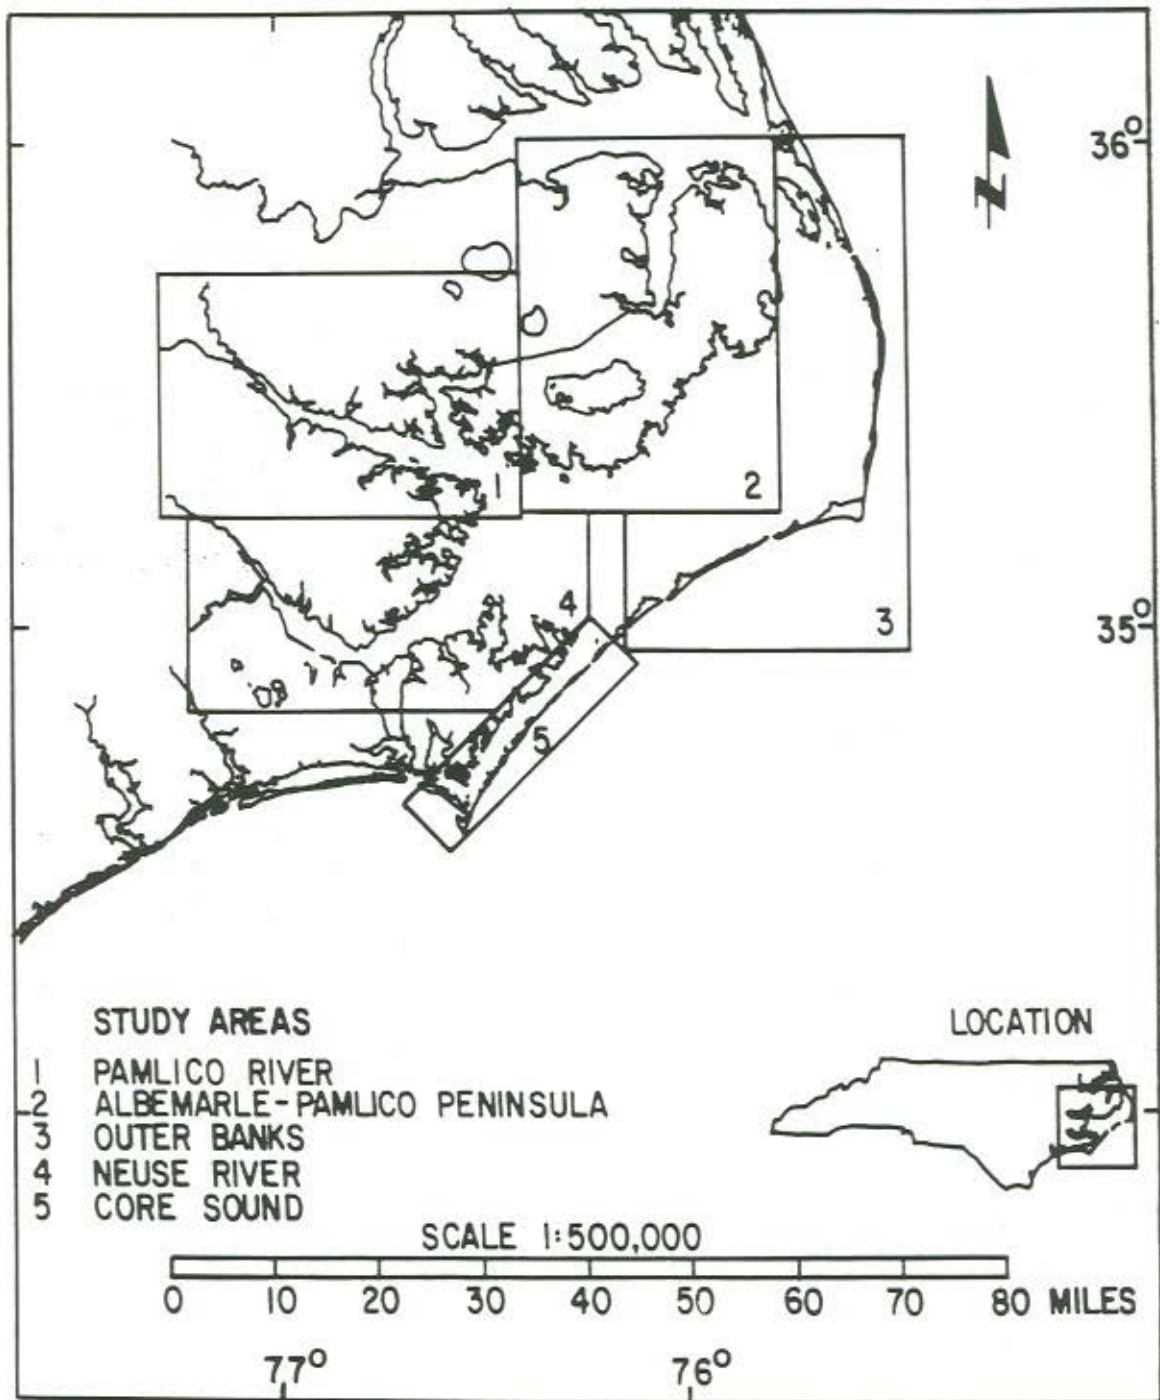 36°
N
1
2
3
4
35°
5
STUDY AREAS
1 PAMLICO RIVER
2 ALBEMARLE-PAMLICO PENINSULA
3 OUTER BANKS
4 NEUSE RIVER
5 CORE SOUND
LOCATION
SCALE 1:500,000
0 10 20 30 40 50 60 70 80 MILES
77° 76°